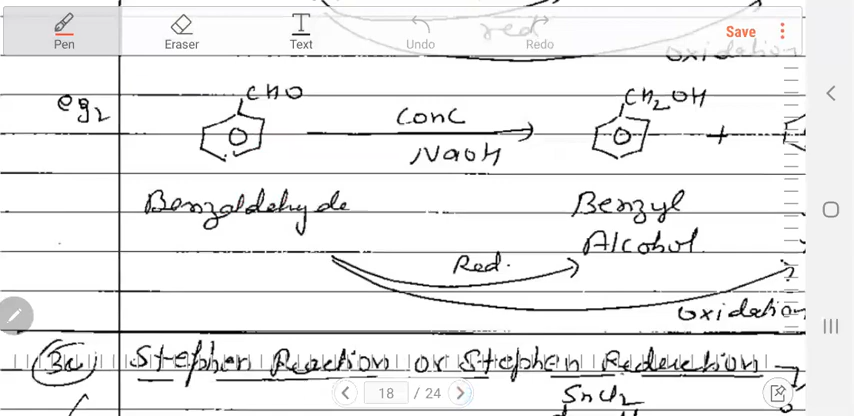 Pen
Eraser
Text
Undo
Redo
Save
red
oxidation
eg2
CHO
Conc
NaOH
CH2OH
+
Benzaldehyde
Benzyl
Alcohol
Red.
oxidation
Stephen Reaction or Stephen Reduction
18 / 24
SnCl2